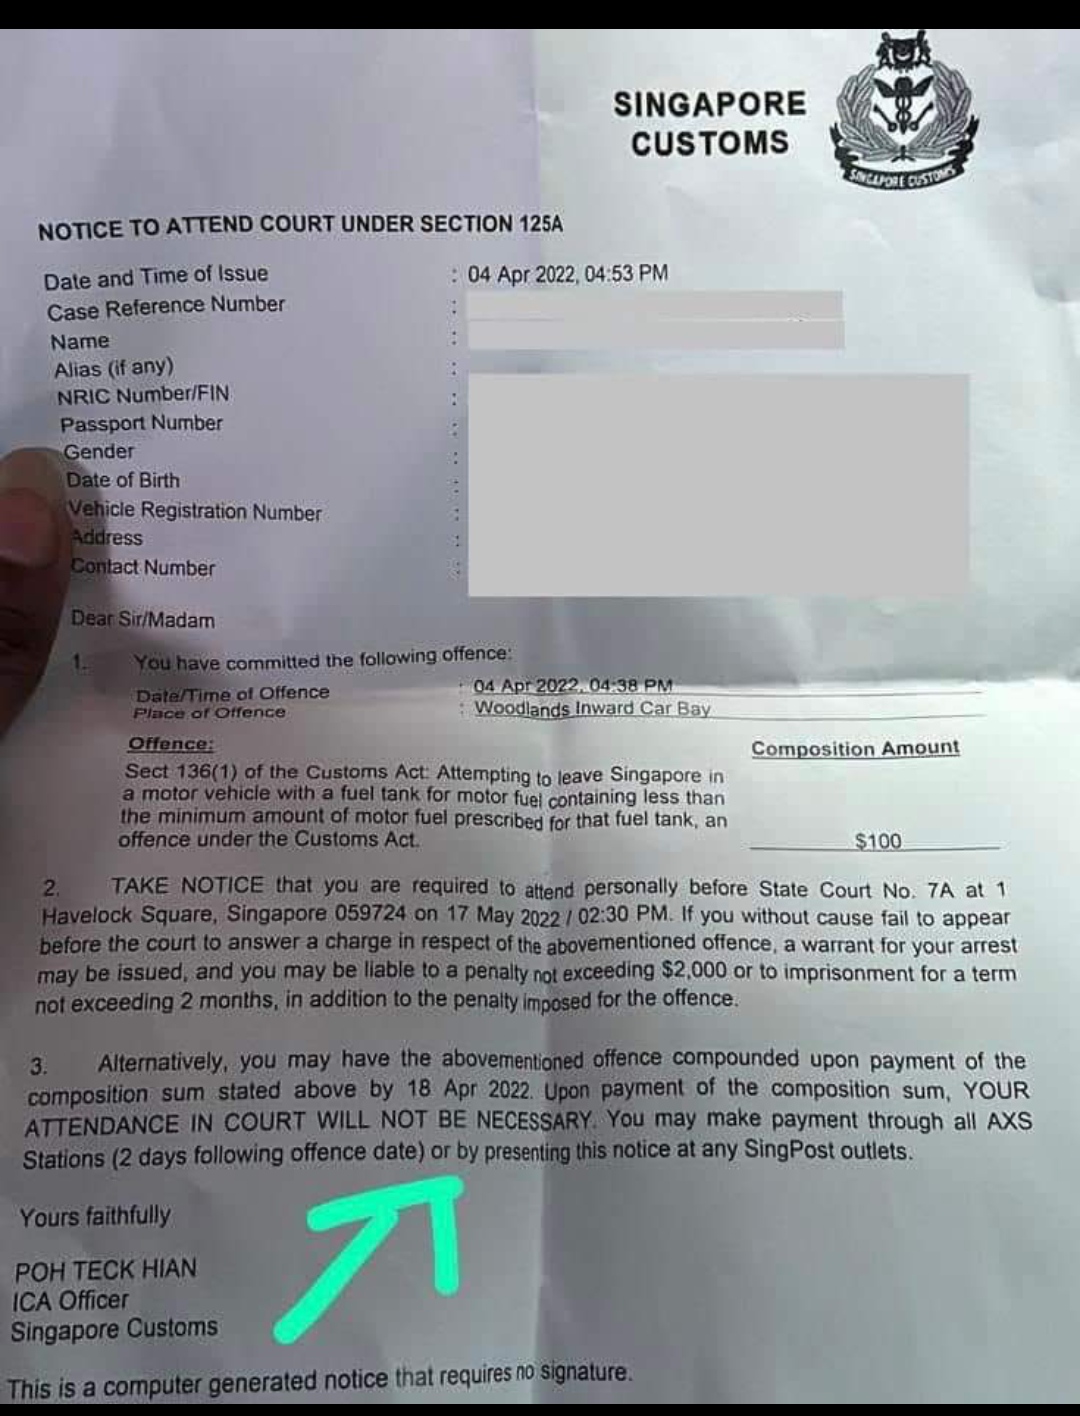 SINGAPORE
CUSTOMS
SINGAPORE CUSTOMS
NOTICE TO ATTEND COURT UNDER SECTION 125A
Date and Time of Issue : 04 Apr 2022, 04:53 PM
Case Reference Number :
Name :
Alias (if any) :
NRIC Number/FIN :
Passport Number :
Gender :
Date of Birth :
Vehicle Registration Number :
Address :
Contact Number :
Dear Sir/Madam
1. You have committed the following offence:
Date/Time of Offence : 04 Apr 2022, 04:38 PM
Place of Offence : Woodlands Inward Car Bay
Offence: Composition Amount
Sect 136(1) of the Customs Act: Attempting to leave Singapore in
a motor vehicle with a fuel tank for motor fuel containing less than
the minimum amount of motor fuel prescribed for that fuel tank, an
offence under the Customs Act. $100
2. TAKE NOTICE that you are required to attend personally before State Court No. 7A at 1
Havelock Square, Singapore 059724 on 17 May 2022 / 02:30 PM. If you without cause fail to appear
before the court to answer a charge in respect of the abovementioned offence, a warrant for your arrest
may be issued, and you may be liable to a penalty not exceeding $2,000 or to imprisonment for a term
not exceeding 2 months, in addition to the penalty imposed for the offence.
3. Alternatively, you may have the abovementioned offence compounded upon payment of the
composition sum stated above by 18 Apr 2022. Upon payment of the composition sum, YOUR
ATTENDANCE IN COURT WILL NOT BE NECESSARY. You may make payment through all AXS
Stations (2 days following offence date) or by presenting this notice at any SingPost outlets.
Yours faithfully
POH TECK HIAN
ICA Officer
Singapore Customs
This is a computer generated notice that requires no signature.